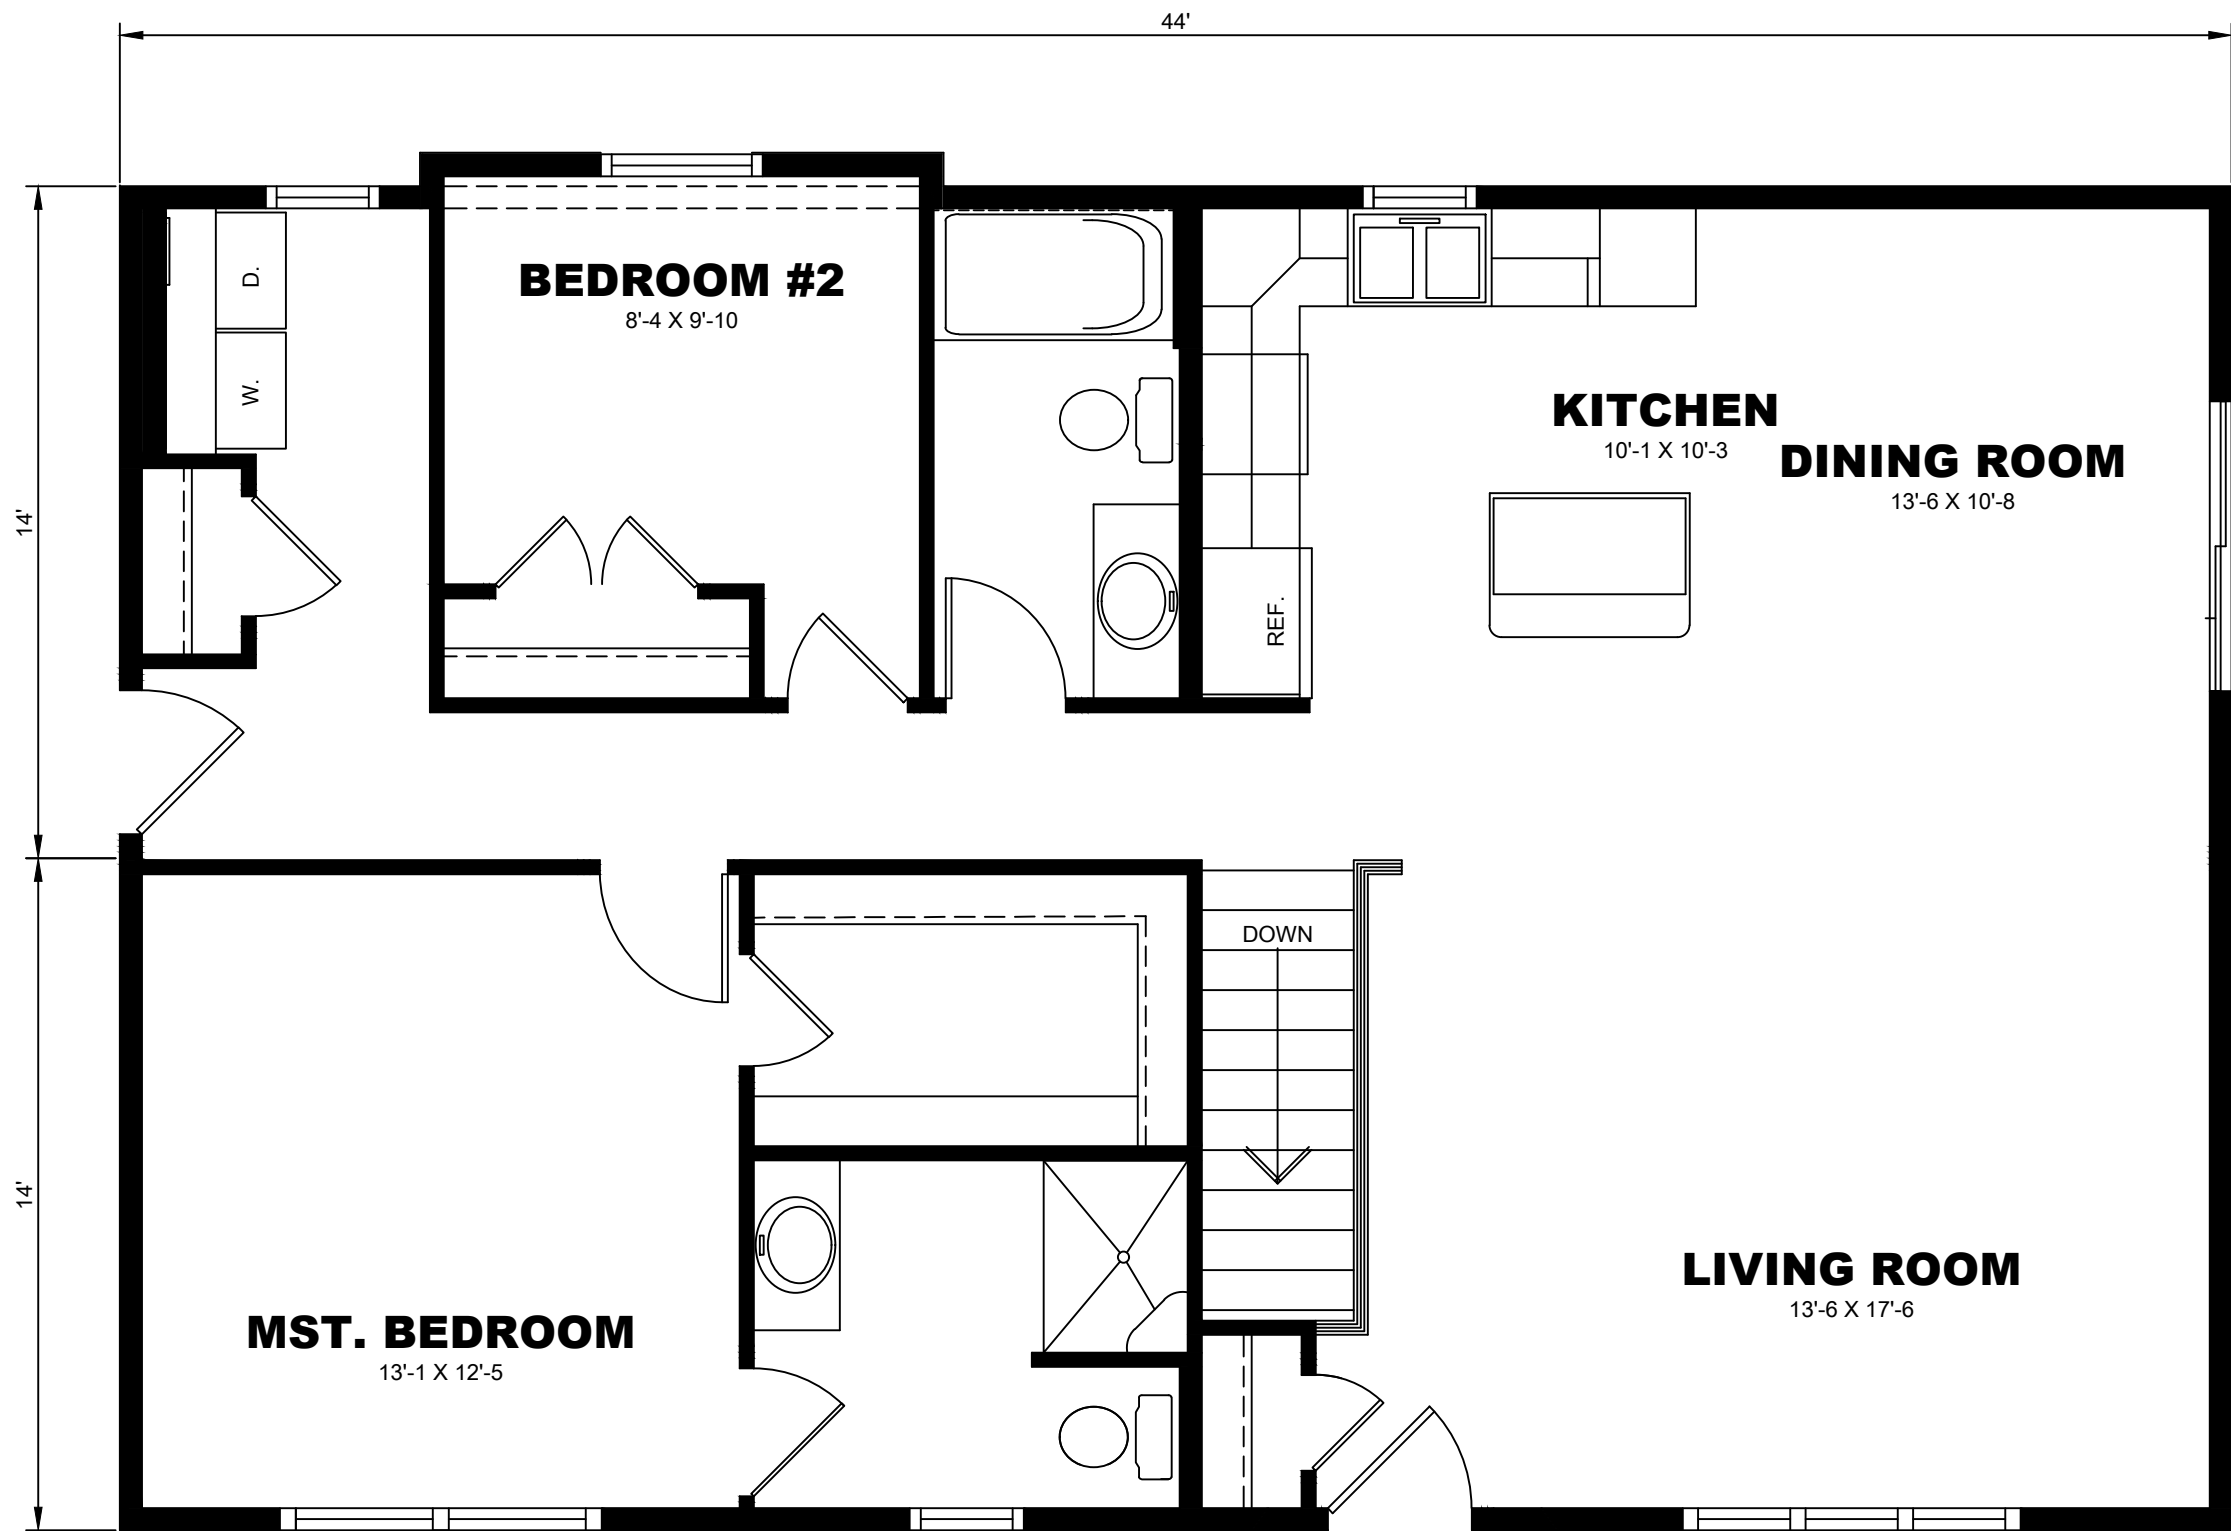 44'
BEDROOM #2
8'-4 X 9'-10
D.
W.
KITCHEN
10'-1 X 10'-3
DINING ROOM
13'-6 X 10'-8
14'
REF.
DOWN
14'
LIVING ROOM
13'-6 X 17'-6
MST. BEDROOM
13'-1 X 12'-5